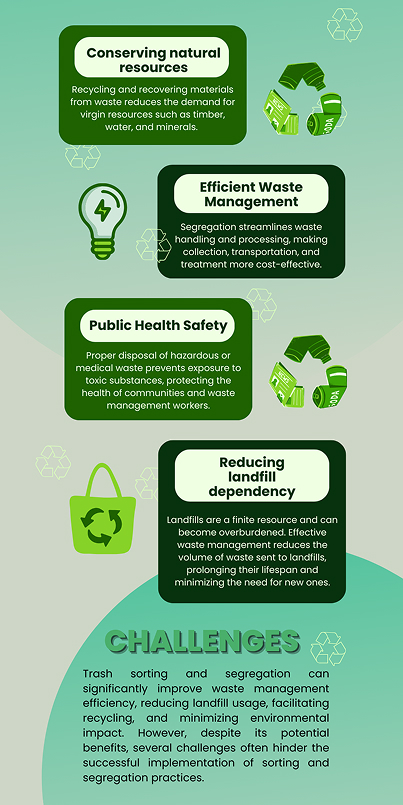 Conserving natural
resources
Recycling and recovering materials
from waste reduces the demand for
virgin resources such as timber,
water, and minerals.
SODA
Efficient Waste
Management
Segregation streamlines waste
handling and processing, making
collection, transportation, and
treatment more cost-effective.
Public Health Safety
Proper disposal of hazardous or
medical waste prevents exposure to
toxic substances, protecting the
health of communities and waste
management workers.
SODA
Reducing
landfill
dependency
Landfills are a finite resource and can
become overburdened. Effective
waste management reduces the
volume of waste sent to landfills,
prolonging their lifespan and
minimizing the need for new ones.
CHALLENGES
Trash sorting and segregation can
significantly improve waste management
efficiency, reducing landfill usage, facilitating
recycling, and minimizing environmental
impact. However, despite its potential
benefits, several challenges often hinder the
successful implementation of sorting and
segregation practices.